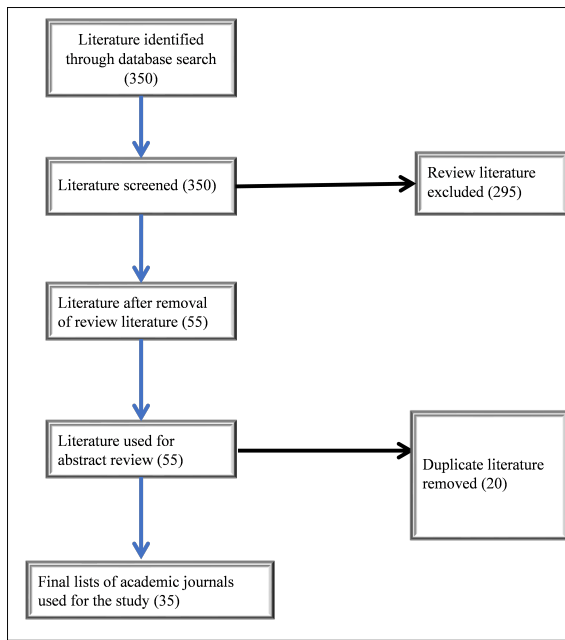 Literature identified
through database search
(350)
Literature screened (350)
Review literature
excluded (295)
Literature after removal
of review literature (55)
Literature used for
abstract review (55)
Duplicate literature
removed (20)
Final lists of academic journals
used for the study (35)